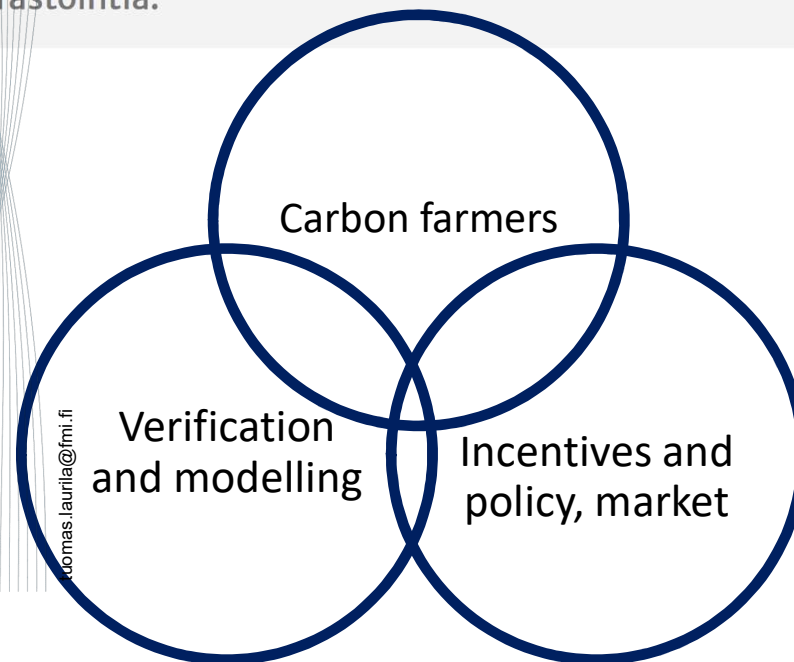 Carbon farmers
Verification
and modelling
Incentives and
policy, market
tuomas.laurila@fmi.fi